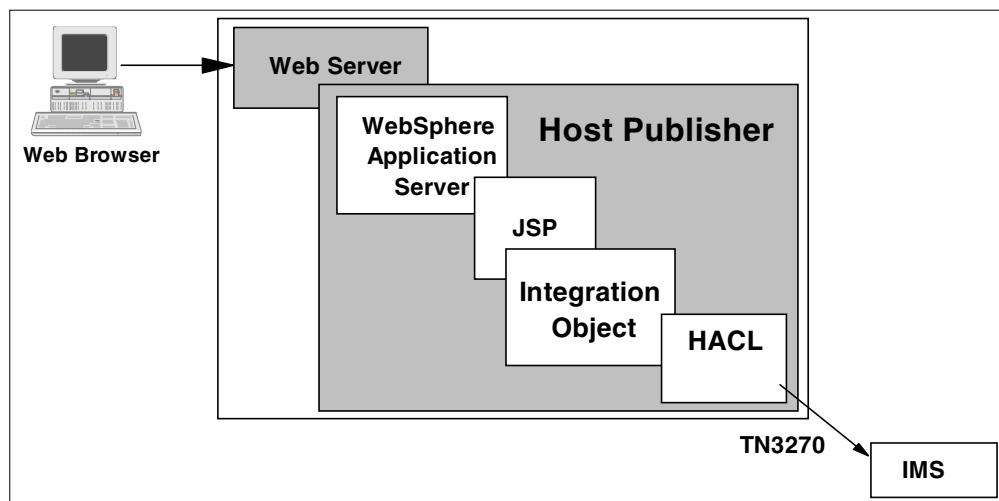 Web Server
Web Browser
WebSphere
Application
Server
Host Publisher
JSP
Integration
Object
HACL
TN3270
IMS